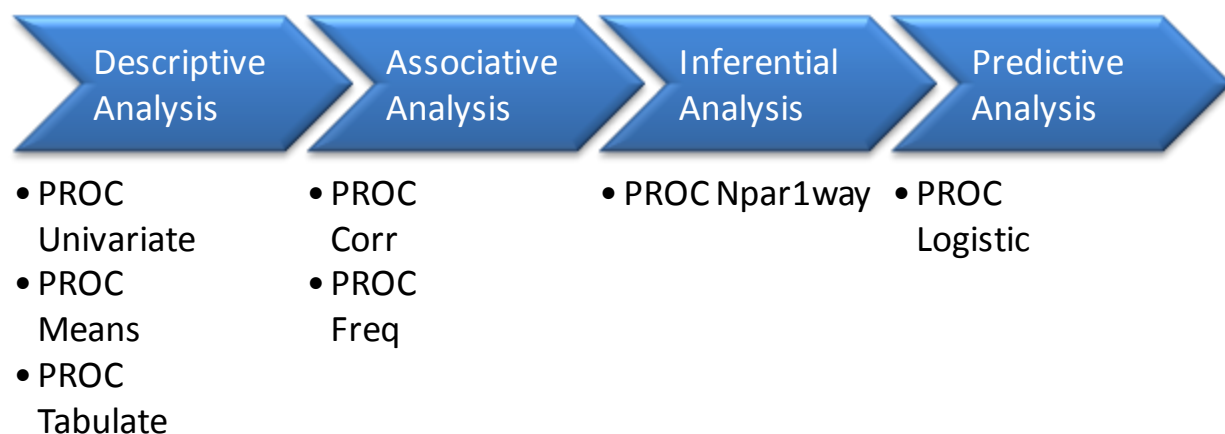 Descriptive
Analysis
• PROC
Univariate
• PROC
Means
• PROC
Tabulate
Associative
Analysis
• PROC
Corr
• PROC
Freq
Inferential
Analysis
• PROC Npar1way
Predictive
Analysis
• PROC
Logistic